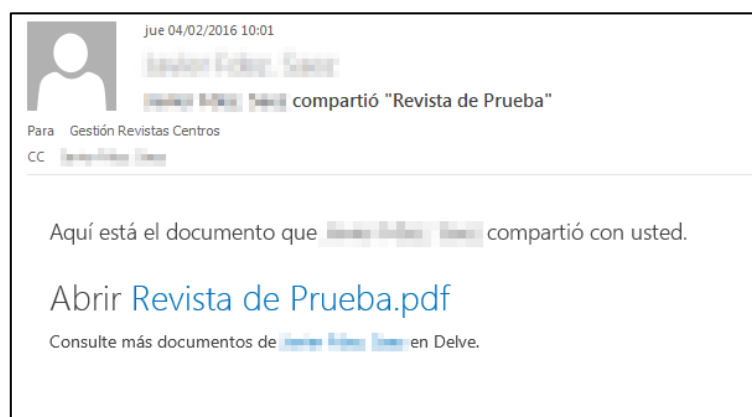 jue 04/02/2016 10:01
compartió "Revista de Prueba"
Para Gestión Revistas Centros
CC
Aquí está el documento que compartió con usted.
Abrir Revista de Prueba.pdf
Consulte más documentos de en Delve.